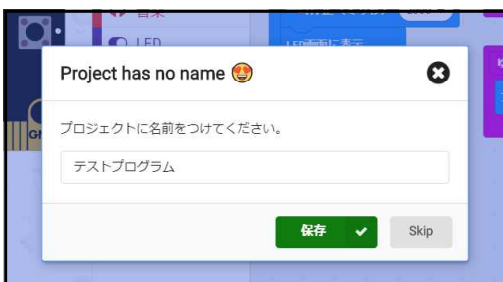 音楽
LED
LED画面に表示
Project has no name 😍
プロジェクトに名前をつけてください。
テストプログラム
保存
Skip